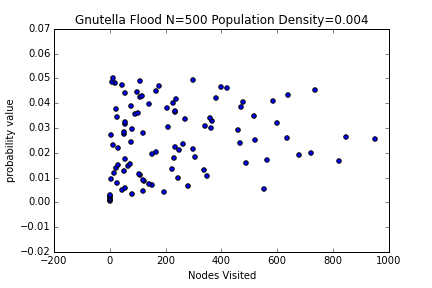 Gnutella Flood N=500 Population Density=0.004
0.07
0.06
0.05
0.04
0.03
0.02
0.01
0.00
−0.01
−0.02
probability value
−200 0 200 400 600 800 1000
Nodes Visited